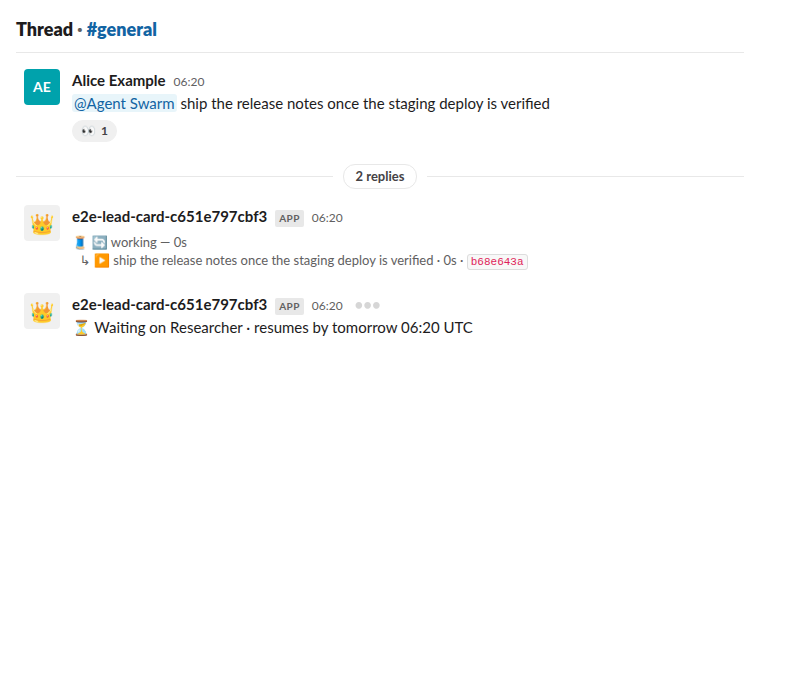 Thread • #general
AE
Alice Example 06:20
@Agent Swarm ship the release notes once the staging deploy is verified
👀 1
2 replies
e2e-lead-card-c651e797cbf3 APP 06:20
🧵 🔄 working — 0s
↳ ▶️ ship the release notes once the staging deploy is verified · 0s · b68e643a
e2e-lead-card-c651e797cbf3 APP 06:20
⏳ Waiting on Researcher · resumes by tomorrow 06:20 UTC